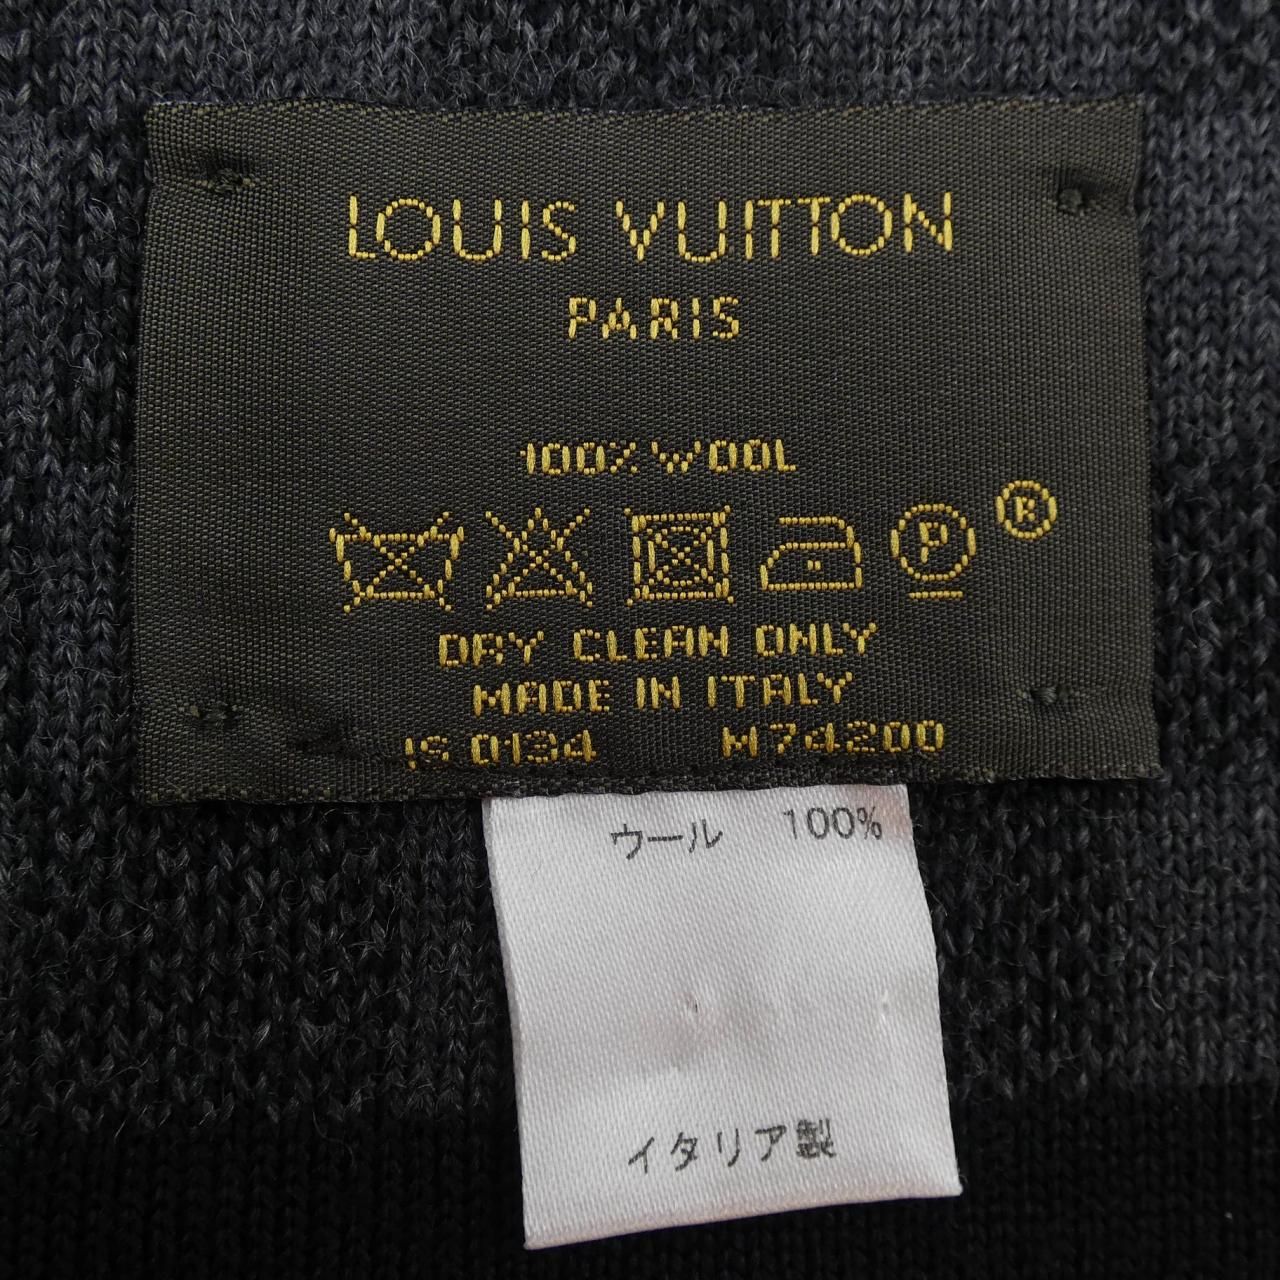 LOUIS VUITTON
PARIS
100% WOOL
P ®
DRY CLEAN ONLY
MADE IN ITALY
IS 0134 M74200
ウール 100%
イタリア製